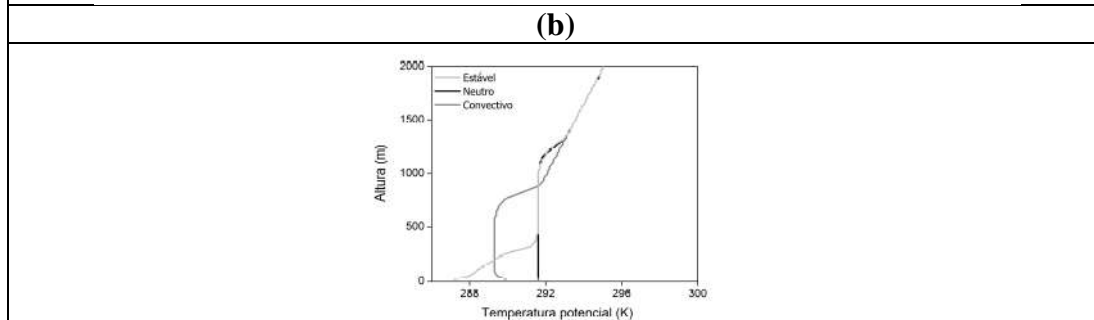 (b)
2000
Estável
Neutro
Convectivo
1500
Altura (m)
1000
500
0
288 292 296 300
Temperatura potencial (K)